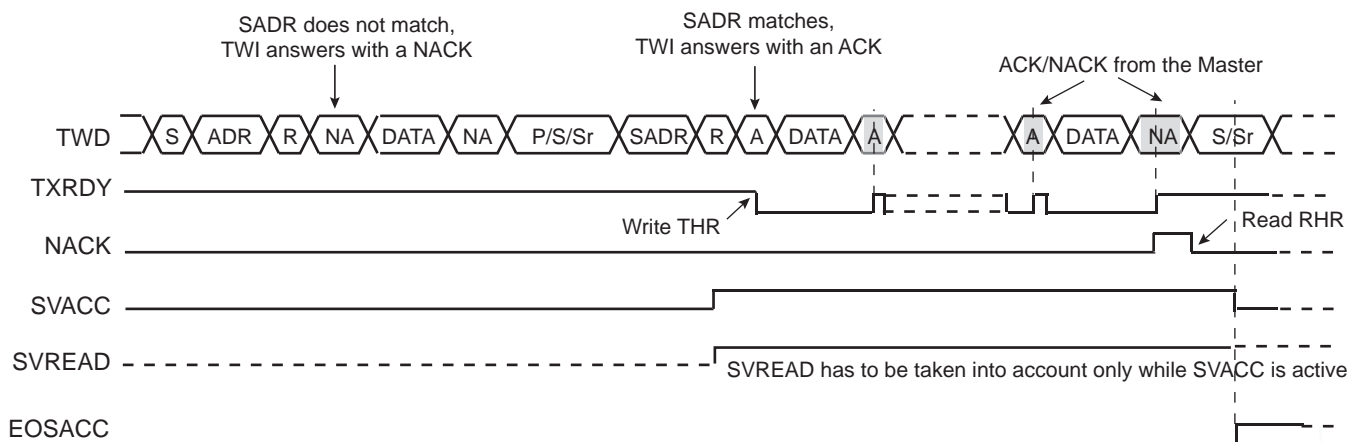 SADR does not match,
TWI answers with a NACK
SADR matches,
TWI answers with an ACK
ACK/NACK from the Master
TWD S ADR R NA DATA NA P/S/Sr SADR R A DATA A A DATA NA S/Sr
TXRDY
Write THR
Read RHR
NACK
SVACC
SVREAD
SVREAD has to be taken into account only while SVACC is active
EOSACC